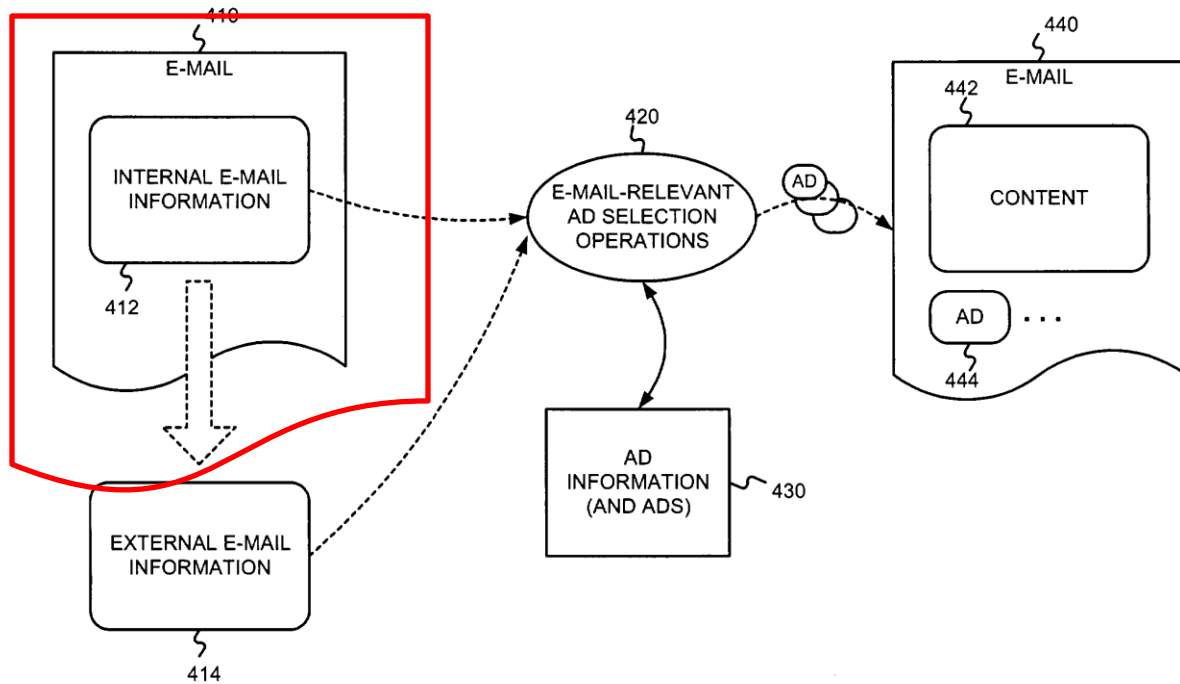 410
E-MAIL
INTERNAL E-MAIL
INFORMATION
412
EXTERNAL E-MAIL
INFORMATION
414
420
E-MAIL-RELEVANT
AD SELECTION
OPERATIONS
AD
AD
INFORMATION
(AND ADS)
430
440
E-MAIL
442
CONTENT
AD
. . .
444